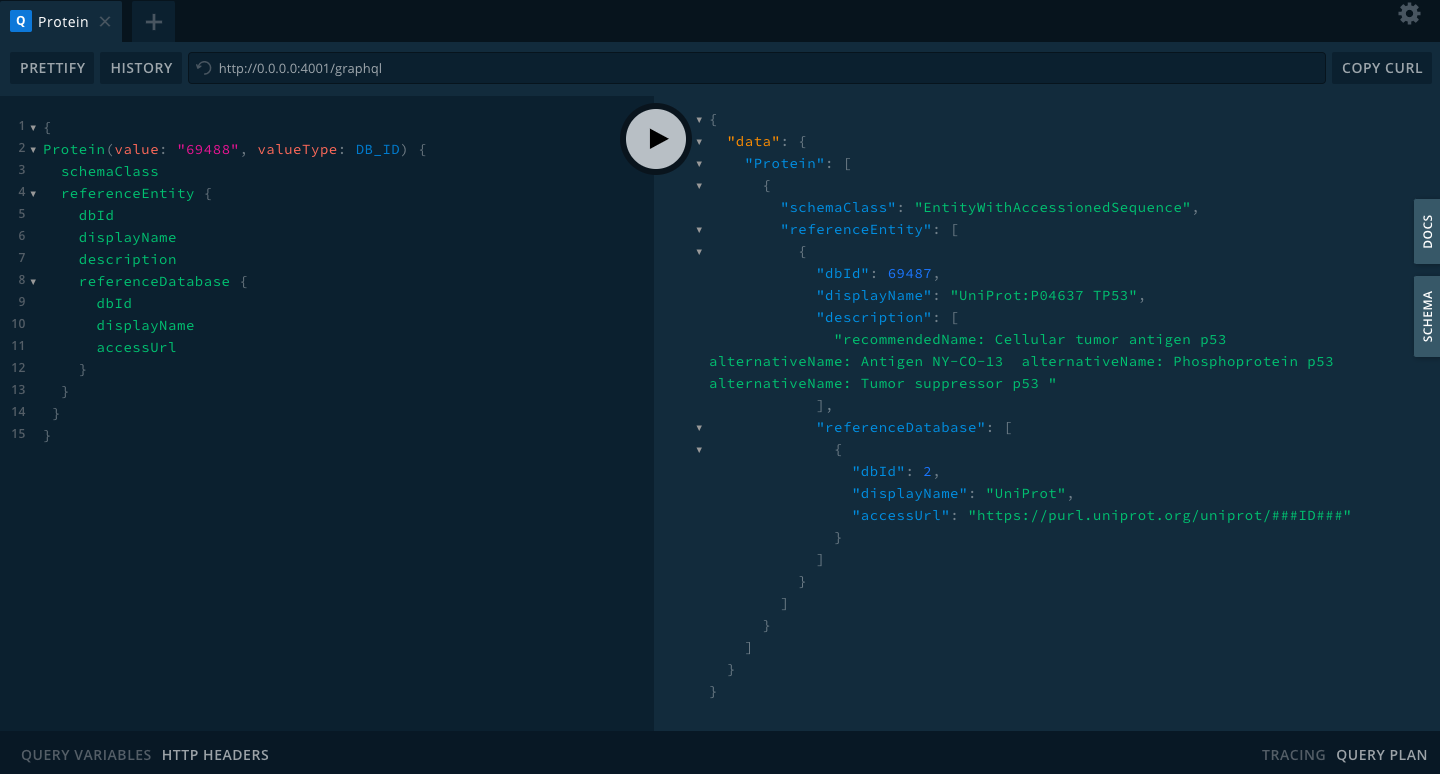 Q Protein
PRETTIFY HISTORY http://0.0.0.0:4001/graphql COPY CURL
1 {
2 Protein(value: "69488", valueType: DB_ID) {
3 schemaClass
4 referenceEntity {
5 dbId
6 displayName
7 description
8 referenceDatabase {
9 dbId
10 displayName
11 accessUrl
12 }
13 }
14 }
15 }
{
"data": {
"Protein": [
{
"schemaClass": "EntityWithAccessionedSequence",
"referenceEntity": [
{
"dbId": 69487,
"displayName": "UniProt:P04637 TP53",
"description": [
"recommendedName: Cellular tumor antigen p53
alternativeName: Antigen NY-CO-13  alternativeName: Phosphoprotein p53
alternativeName: Tumor suppressor p53 "
],
"referenceDatabase": [
{
"dbId": 2,
"displayName": "UniProt",
"accessUrl": "https://purl.uniprot.org/uniprot/###ID###"
}
]
}
]
}
]
}
}
DOCS
SCHEMA
QUERY VARIABLES HTTP HEADERS
TRACING QUERY PLAN